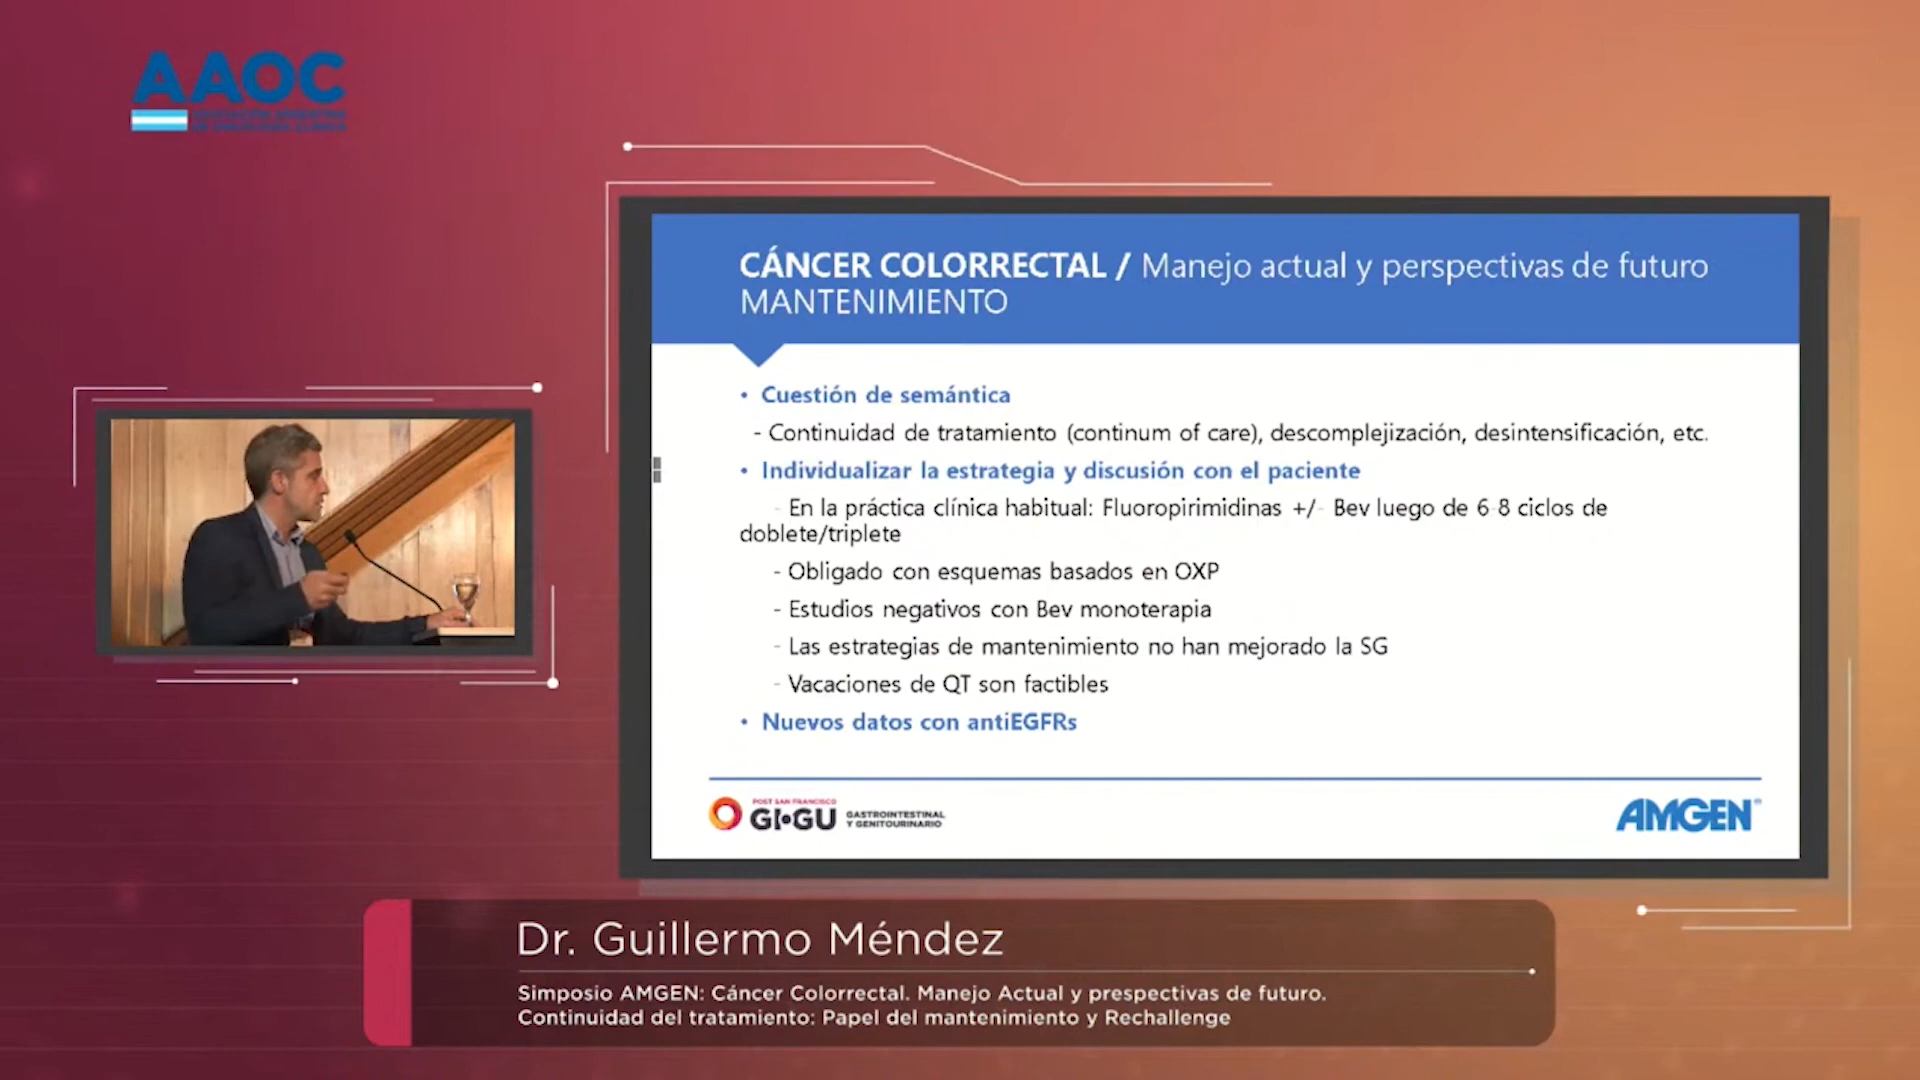 AAOC
CÁNCER COLORRECTAL / Manejo actual y perspectivas de futuro
MANTENIMIENTO
• Cuestión de semántica
- Continuidad de tratamiento (continum of care), descomplejización, desintensificación, etc.
• Individualizar la estrategia y discusión con el paciente
- En la práctica clínica habitual: Fluoropirimidinas +/- Bev luego de 6-8 ciclos de
doblete/triplete
- Obligado con esquemas basados en OXP
- Estudios negativos con Bev monoterapia
- Las estrategias de mantenimiento no han mejorado la SG
- Vacaciones de QT son factibles
• Nuevos datos con antiEGFRs
POST SAN FRANCISCO
GI•GU
GASTROINTESTINAL
Y GENITOURINARIO
AMGEN®
Dr. Guillermo Méndez
Simposio AMGEN: Cáncer Colorrectal. Manejo Actual y prespectivas de futuro.
Continuidad del tratamiento: Papel del mantenimiento y Rechallenge